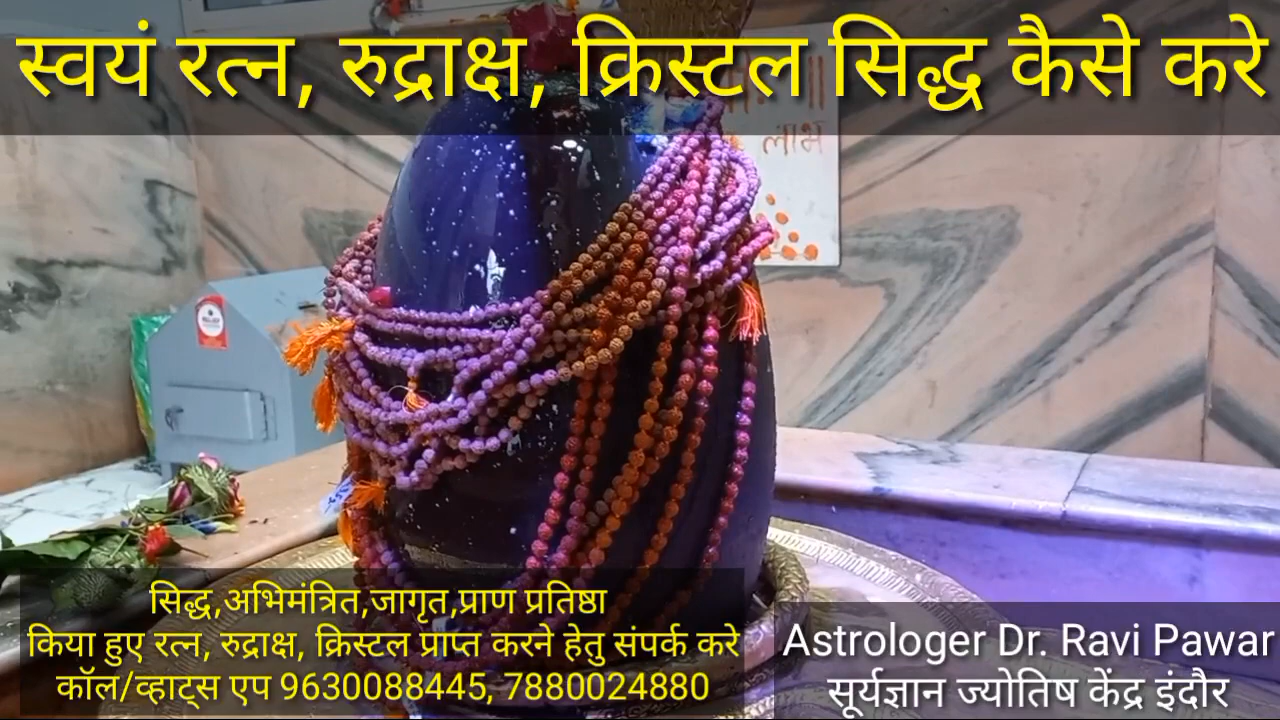 स्वयं रत्न, रुद्राक्ष, क्रिस्टल सिद्ध कैसे करे
लाभ
सिद्ध,अभिमंत्रित,जागृत,प्राण प्रतिष्ठा
किया हुए रत्न, रुद्राक्ष, क्रिस्टल प्राप्त करने हेतु संपर्क करे
कॉल/व्हाट्स एप 9630088445, 7880024880
Astrologer Dr. Ravi Pawar
सूर्यज्ञान ज्योतिष केंद्र इंदौर